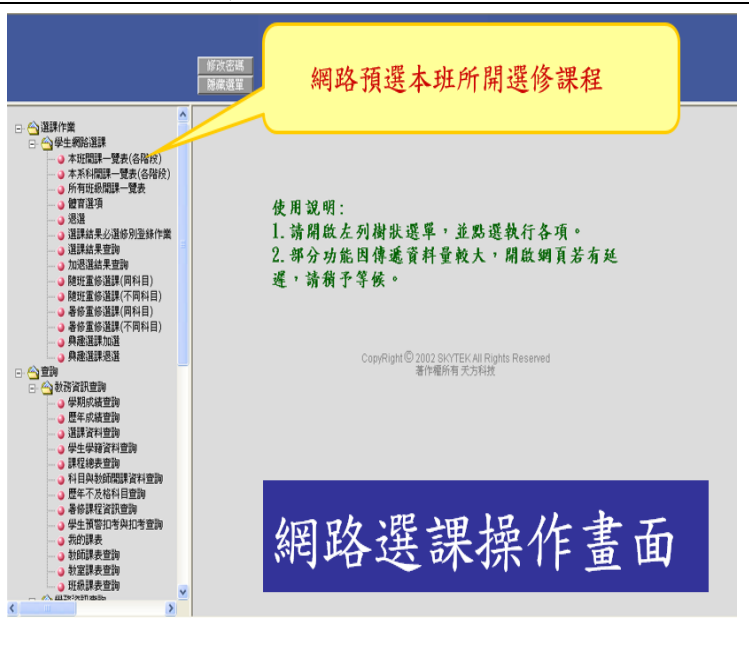 修改密碼
隱藏選單
網路預選本班所開選修課程
選課作業
學生網路選課
本班開課一覽表(各階段)
本系科開課一覽表(各階段)
所有班級開課一覽表
體育選項
退選
選課結果必選修別登錄作業
選課結果查詢
加退選結果查詢
隨班重修選課(同科目)
隨班重修選課(不同科目)
暑修重修選課(同科目)
暑修重修選課(不同科目)
興趣選課加選
興趣選課退選
查詢
教務資訊查詢
學期成績查詢
歷年成績查詢
選課資料查詢
學生學籍資料查詢
課程總表查詢
科目與教師開課資料查詢
歷年不及格科目查詢
暑修課程資訊查詢
學生預警扣考與扣考查詢
我的課表
教師課表查詢
教室課表查詢
班級課表查詢
學務資訊查詢
使用說明:
1.請開啟左列樹狀選單，並點選執行各項。
2.部分功能因傳遞資料量較大，開啟網頁若有延
遲，請稍予等候。
CopyRight © 2002 SKYTEK All Rights Reserved
著作權所有 天方科技
網路選課操作畫面